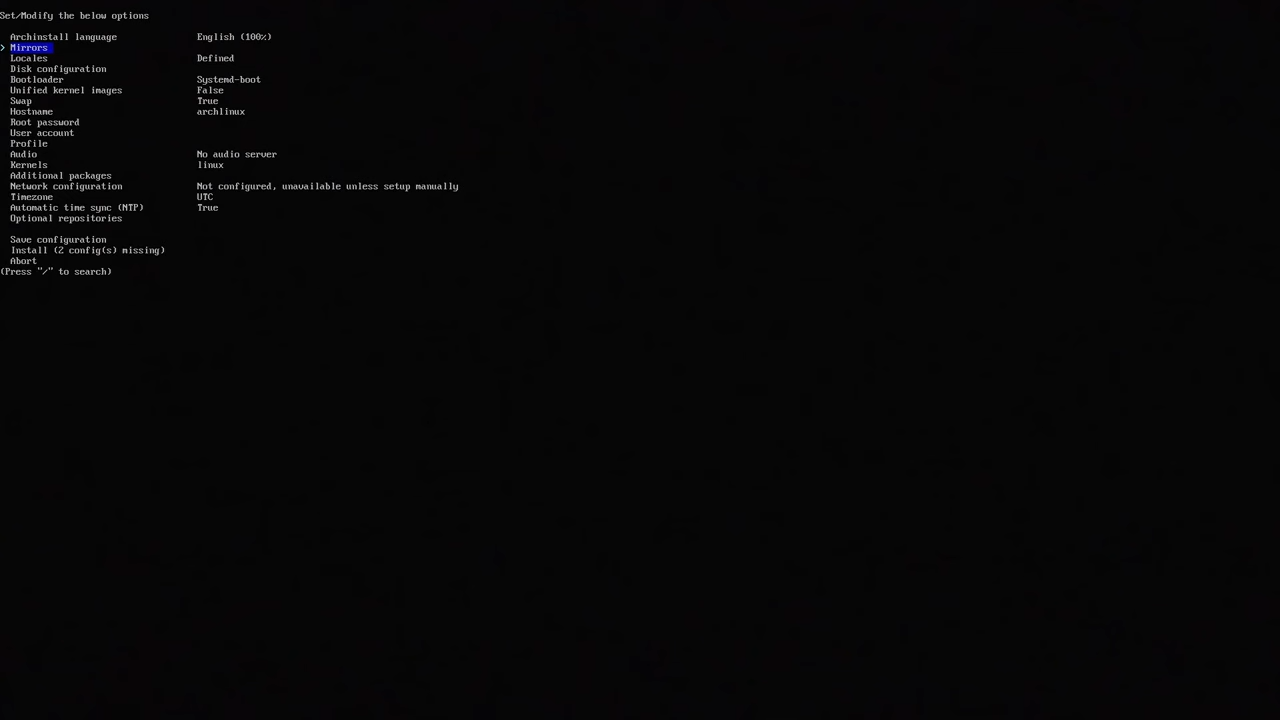 Set/Modify the below options
Archinstall language English (100%)
> Mirrors
Locales Defined
Disk configuration
Bootloader Systemd-boot
Unified kernel images False
Swap True
Hostname archlinux
Root password
User account
Profile
Audio No audio server
Kernels linux
Additional packages
Network configuration Not configured, unavailable unless setup manually
Timezone UTC
Automatic time sync (NTP) True
Optional repositories
Save configuration
Install (2 config(s) missing)
Abort
(Press "/" to search)